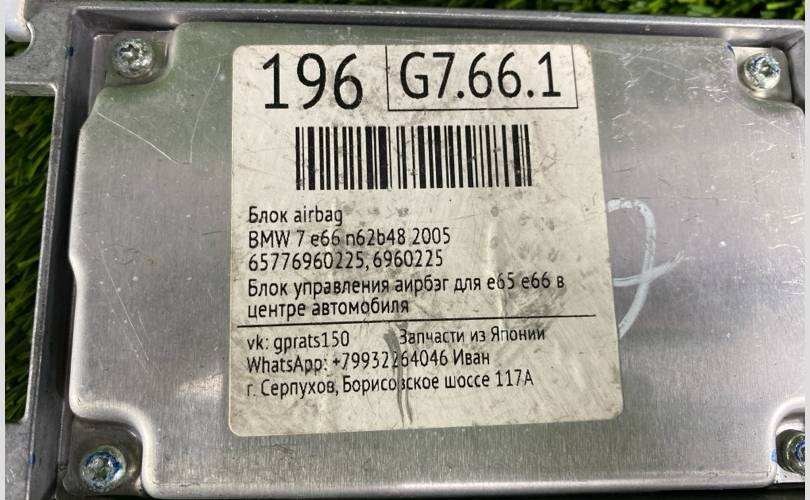 196 G7.66.1
Блок airbag
BMW 7 e66 n62b48 2005
65776960225, 6960225
Блок управления аирбэг для е65 е66 в
центре автомобиля
vk: gprats150 Запчасти из Японии
WhatsApp: +79932264046 Иван
г. Серпухов, Борисовское шоссе 117А